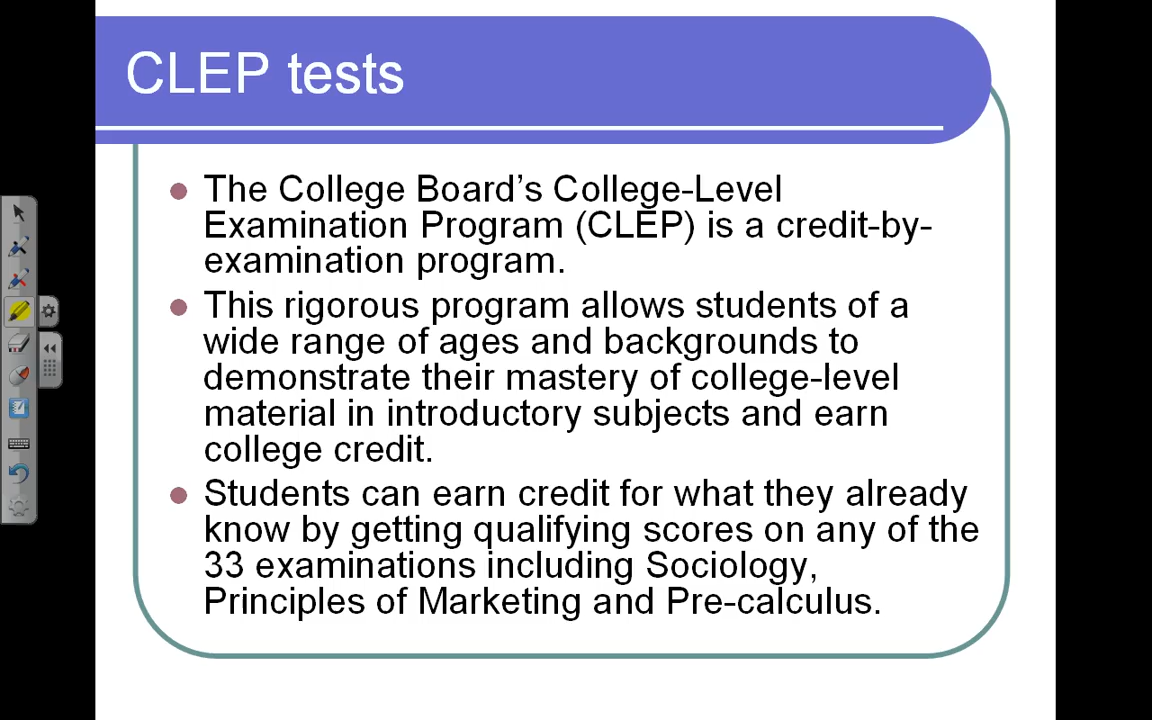 CLEP tests
The College Board’s College-Level
Examination Program (CLEP) is a credit-by-
examination program.
This rigorous program allows students of a
wide range of ages and backgrounds to
demonstrate their mastery of college-level
material in introductory subjects and earn
college credit.
Students can earn credit for what they already
know by getting qualifying scores on any of the
33 examinations including Sociology,
Principles of Marketing and Pre-calculus.